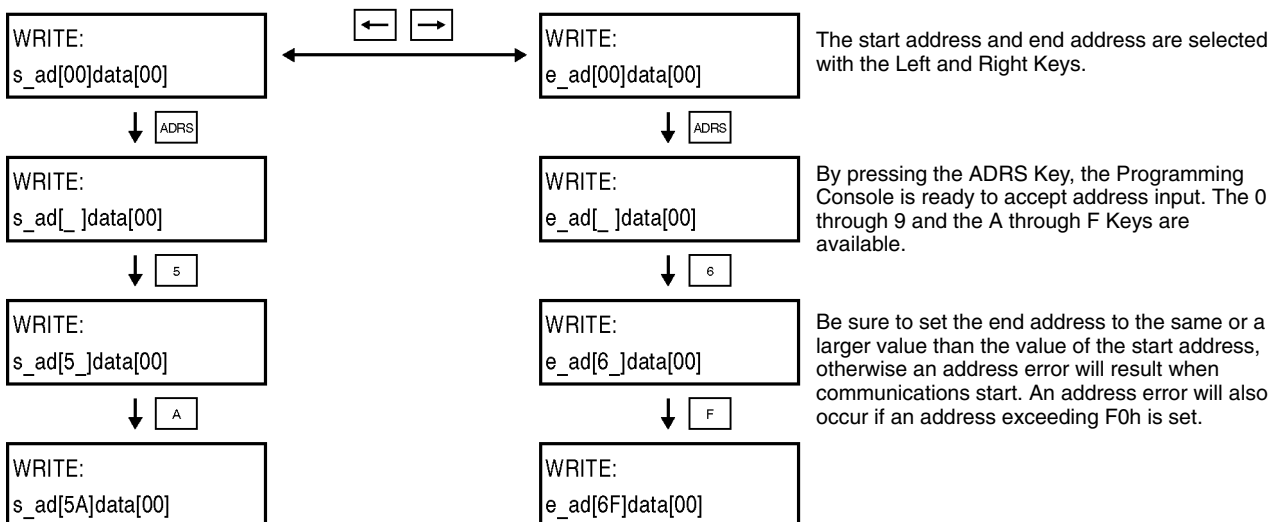 ← →
WRITE:
s_ad[00]data[00]
WRITE:
e_ad[00]data[00]
The start address and end address are selected
with the Left and Right Keys.
ADRS
ADRS
WRITE:
s_ad[_ ]data[00]
WRITE:
e_ad[_ ]data[00]
By pressing the ADRS Key, the Programming
Console is ready to accept address input. The 0
through 9 and the A through F Keys are
available.
5
6
WRITE:
s_ad[5_]data[00]
WRITE:
e_ad[6_]data[00]
Be sure to set the end address to the same or a
larger value than the value of the start address,
otherwise an address error will result when
communications start. An address error will also
occur if an address exceeding F0h is set.
A
F
WRITE:
s_ad[5A]data[00]
WRITE:
e_ad[6F]data[00]